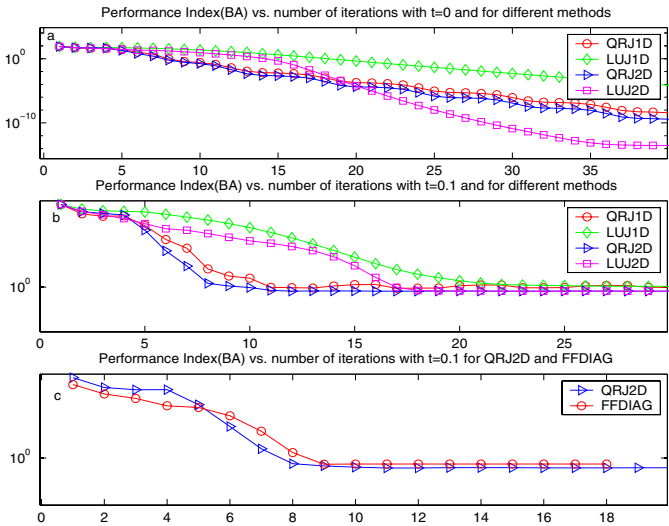 Performance Index(BA) vs. number of iterations with t=0 and for different methods
a
10^0
10^-10
QRJ1D
LUJ1D
QRJ2D
LUJ2D
0 5 10 15 20 25 30 35
Performance Index(BA) vs. number of iterations with t=0.1 and for different methods
b
10^0
QRJ1D
LUJ1D
QRJ2D
LUJ2D
0 5 10 15 20 25
Performance Index(BA) vs. number of iterations with t=0.1 for QRJ2D and FFDIAG
c
10^0
QRJ2D
FFDIAG
0 2 4 6 8 10 12 14 16 18